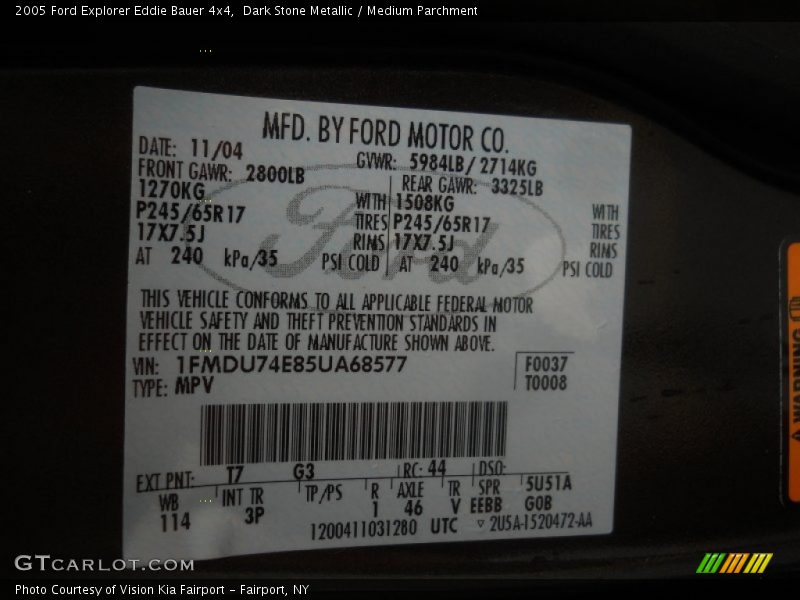 2005 Ford Explorer Eddie Bauer 4x4,  Dark Stone Metallic / Medium Parchment
MFD. BY FORD MOTOR CO.
DATE: 11/04 GVWR: 5984LB/2714KG
FRONT GAWR: 2800LB REAR GAWR: 3325LB
1270KG WITH 1508KG WITH
P245/65R17 TIRES P245/65R17 TIRES
17X7.5J RIMS 17X7.5J RIMS
AT 240 kPa/35 PSI COLD AT 240 kPa/35 PSI COLD
Ford
THIS VEHICLE CONFORMS TO ALL APPLICABLE FEDERAL MOTOR
VEHICLE SAFETY AND THEFT PREVENTION STANDARDS IN
EFFECT ON THE DATE OF MANUFACTURE SHOWN ABOVE.
VIN: 1FMDU74E85UA68577 F0037
TYPE: MPV T0008
EXT PNT: T7 G3 RC: 44 DSO:
WB INT TR TP/PS R AXLE TR SPR 5U51A
114 3P 1 46 V EEBB GOB
1200411031280 UTC ▽ 2U5A-1520472-AA
WARNING
GTCARLOT.COM
Photo Courtesy of Vision Kia Fairport - Fairport, NY